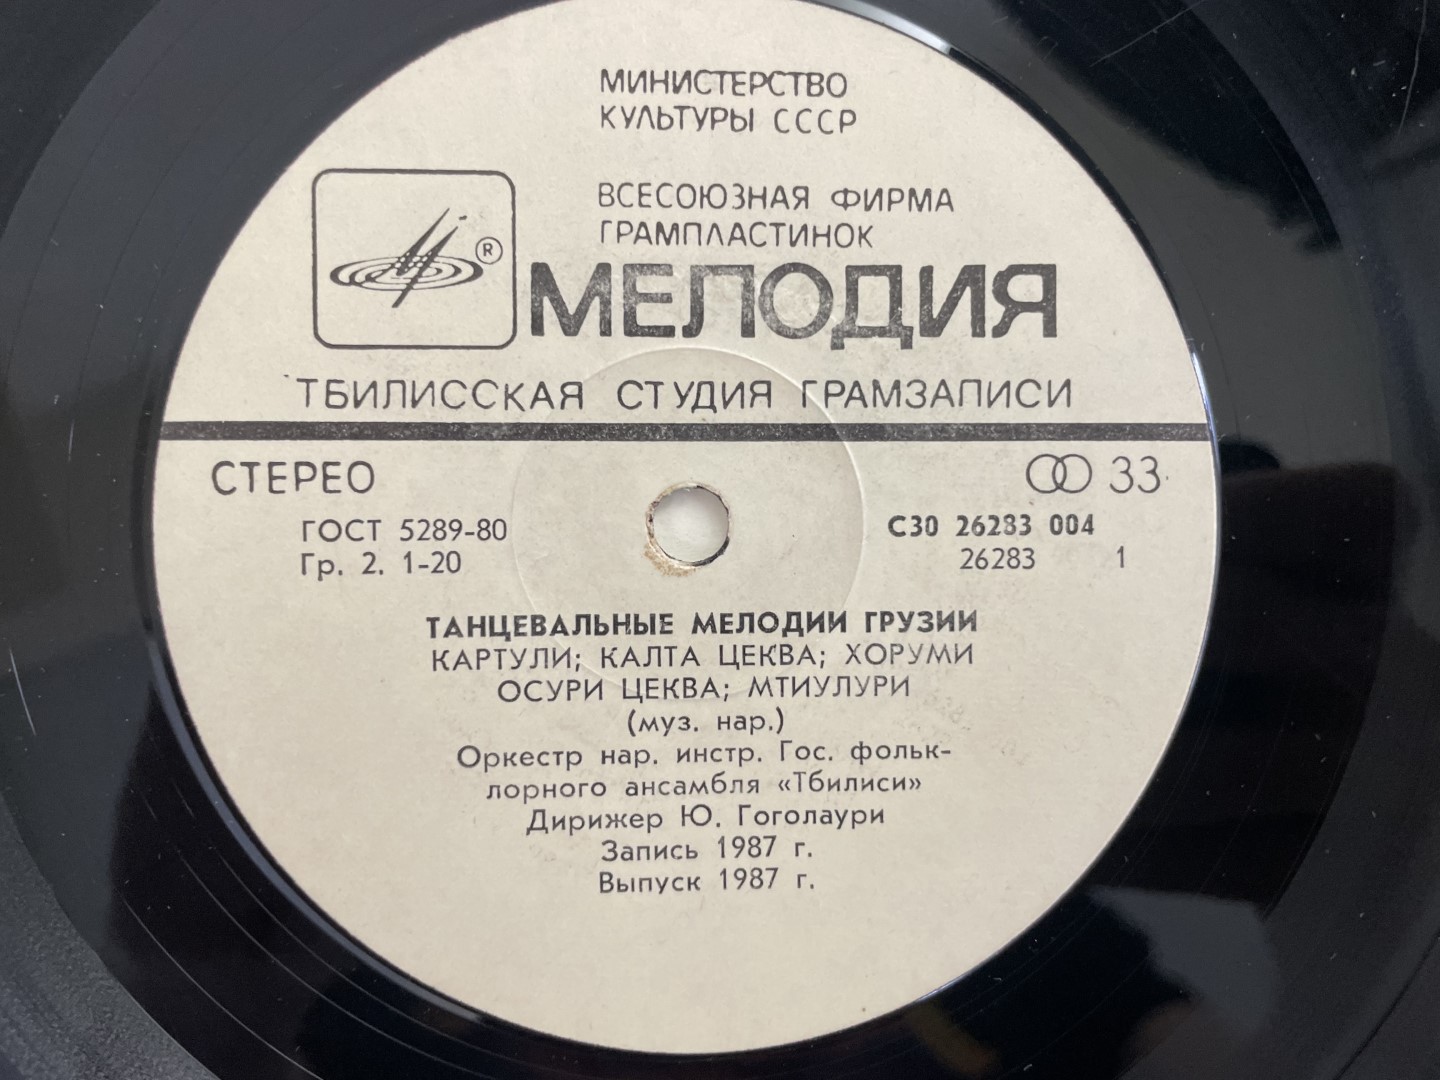 МИНИСТЕРСТВО
КУЛЬТУРЫ СССР
ВСЕСОЮЗНАЯ ФИРМА
ГРАМПЛАСТИНОК
®
МЕЛОДИЯ
ТБИЛИССКАЯ СТУДИЯ ГРАМЗАПИСИ
СТЕРЕО
33
ГОСТ 5289-80
Гр. 2. 1-20
С30 26283 004
26283 1
ТАНЦЕВАЛЬНЫЕ МЕЛОДИИ ГРУЗИИ
КАРТУЛИ; КАЛТА ЦЕКВА; ХОРУМИ
ОСУРИ ЦЕКВА; МТИУЛУРИ
(муз. нар.)
Оркестр нар. инстр. Гос. фольк-
лорного ансамбля «Тбилиси»
Дирижер Ю. Гоголаури
Запись 1987 г.
Выпуск 1987 г.